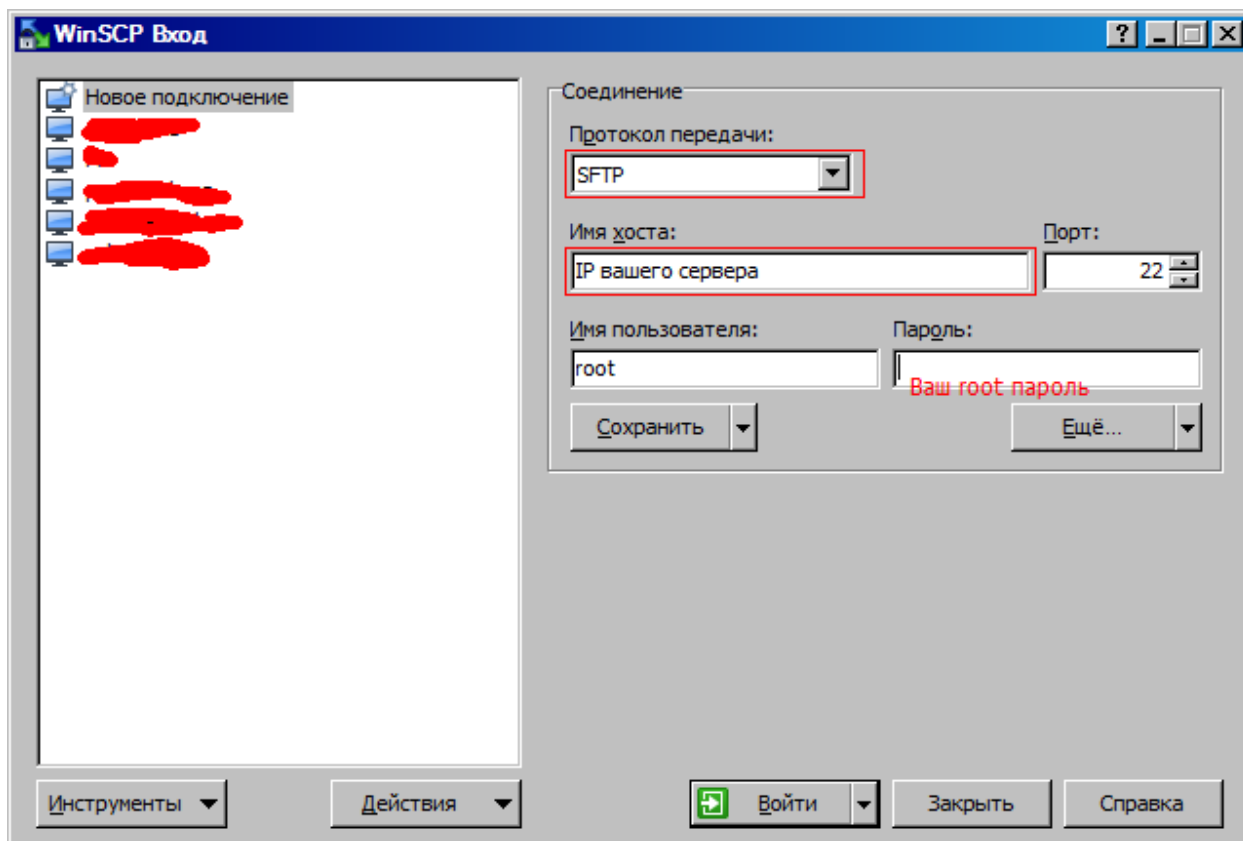 WinSCP Вход
Новое подключение
Соединение
Протокол передачи:
SFTP
Имя хоста:
Порт:
IP вашего сервера
22
Имя пользователя:
Пароль:
root
Ваш root пароль
Сохранить
Ещё...
Инструменты
Действия
Войти
Закрыть
Справка